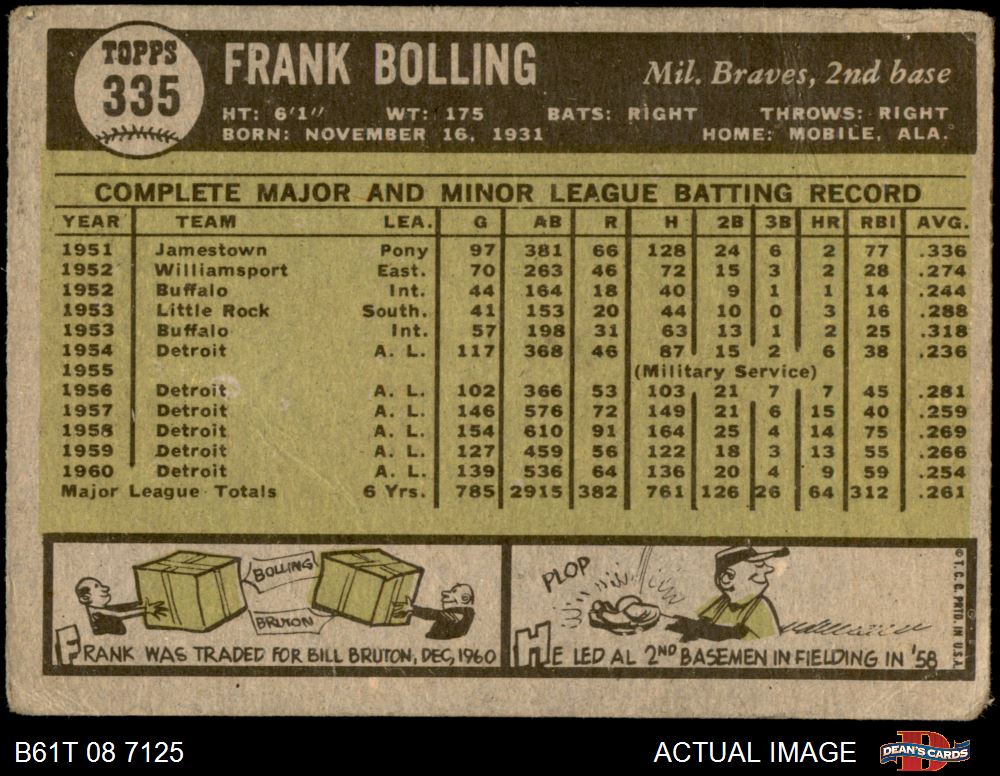 TOPPS
335
FRANK BOLLING
Mil. Braves, 2nd base
HT: 6'1" WT: 175 BATS: RIGHT THROWS: RIGHT
BORN: NOVEMBER 16, 1931 HOME: MOBILE, ALA.
COMPLETE MAJOR AND MINOR LEAGUE BATTING RECORD
YEAR TEAM LEA. G AB R H 2B 3B HR RBI AVG.
1951 Jamestown Pony 97 381 66 128 24 6 2 77 .336
1952 Williamsport East. 70 263 46 72 15 3 2 28 .274
1952 Buffalo Int. 44 164 18 40 9 1 1 14 .244
1953 Little Rock South. 41 153 20 44 10 0 3 16 .288
1953 Buffalo Int. 57 198 31 63 13 1 2 25 .318
1954 Detroit A. L. 117 368 46 87 15 2 6 38 .236
1955 (Military Service)
1956 Detroit A. L. 102 366 53 103 21 7 7 45 .281
1957 Detroit A. L. 146 576 72 149 21 6 15 40 .259
1958 Detroit A. L. 154 610 91 164 25 4 14 75 .269
1959 Detroit A. L. 127 459 56 122 18 3 13 55 .266
1960 Detroit A. L. 139 536 64 136 20 4 9 59 .254
Major League Totals 6 Yrs. 785 2915 382 761 126 26 64 312 .261
BOLLING
BRUTON
FRANK WAS TRADED FOR BILL BRUTON, DEC, 1960
PLOP
HE LED AL 2ND BASEMEN IN FIELDING IN '58
© T.C.G. PRTD. IN U.S.A.
B61T 08 7125
ACTUAL IMAGE
DEAN'S CARDS